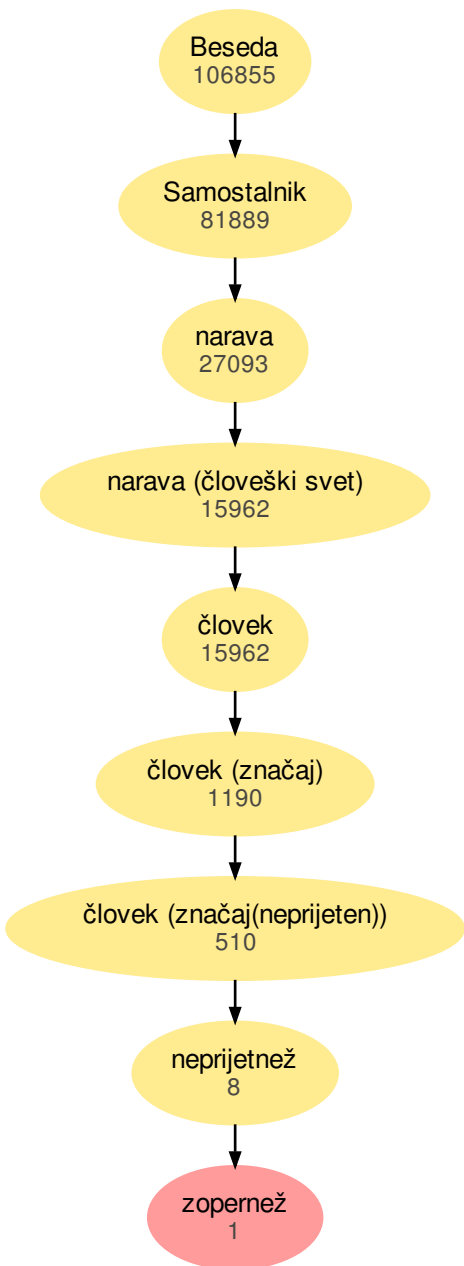 Beseda
106855
Samostalnik
81889
narava
27093
narava (človeški svet)
15962
človek
15962
človek (značaj)
1190
človek (značaj(neprijeten))
510
neprijetnež
8
zopernež
1